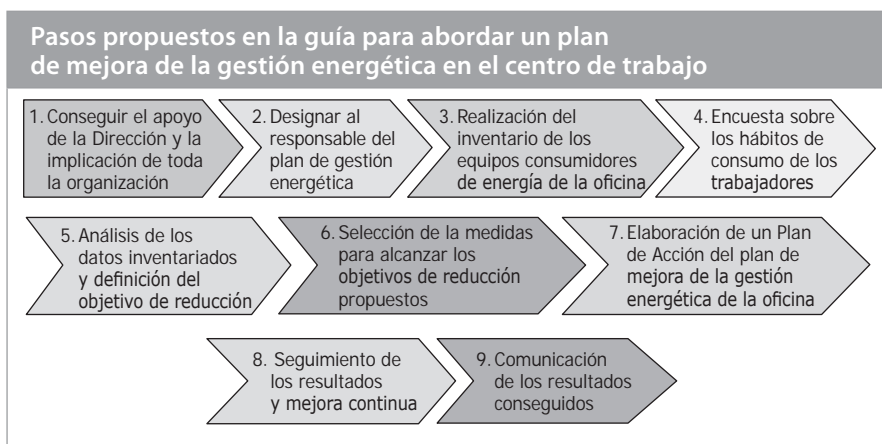 Pasos propuestos en la guía para abordar un plan
de mejora de la gestión energética en el centro de trabajo
1. Conseguir el apoyo
de la Dirección y la
implicación de toda
la organización
2. Designar al
responsable del
plan de gestión
energética
3. Realización del
inventario de los
equipos consumidores
de energía de la oficina
4. Encuesta sobre
los hábitos de
consumo de los
trabajadores
5. Análisis de los
datos inventariados
y definición del
objetivo de reducción
6. Selección de la medidas
para alcanzar los
objetivos de reducción
propuestos
7. Elaboración de un Plan
de Acción del plan de
mejora de la gestión
energética de la oficina
8. Seguimiento de
los resultados
y mejora continua
9. Comunicación
de los resultados
conseguidos